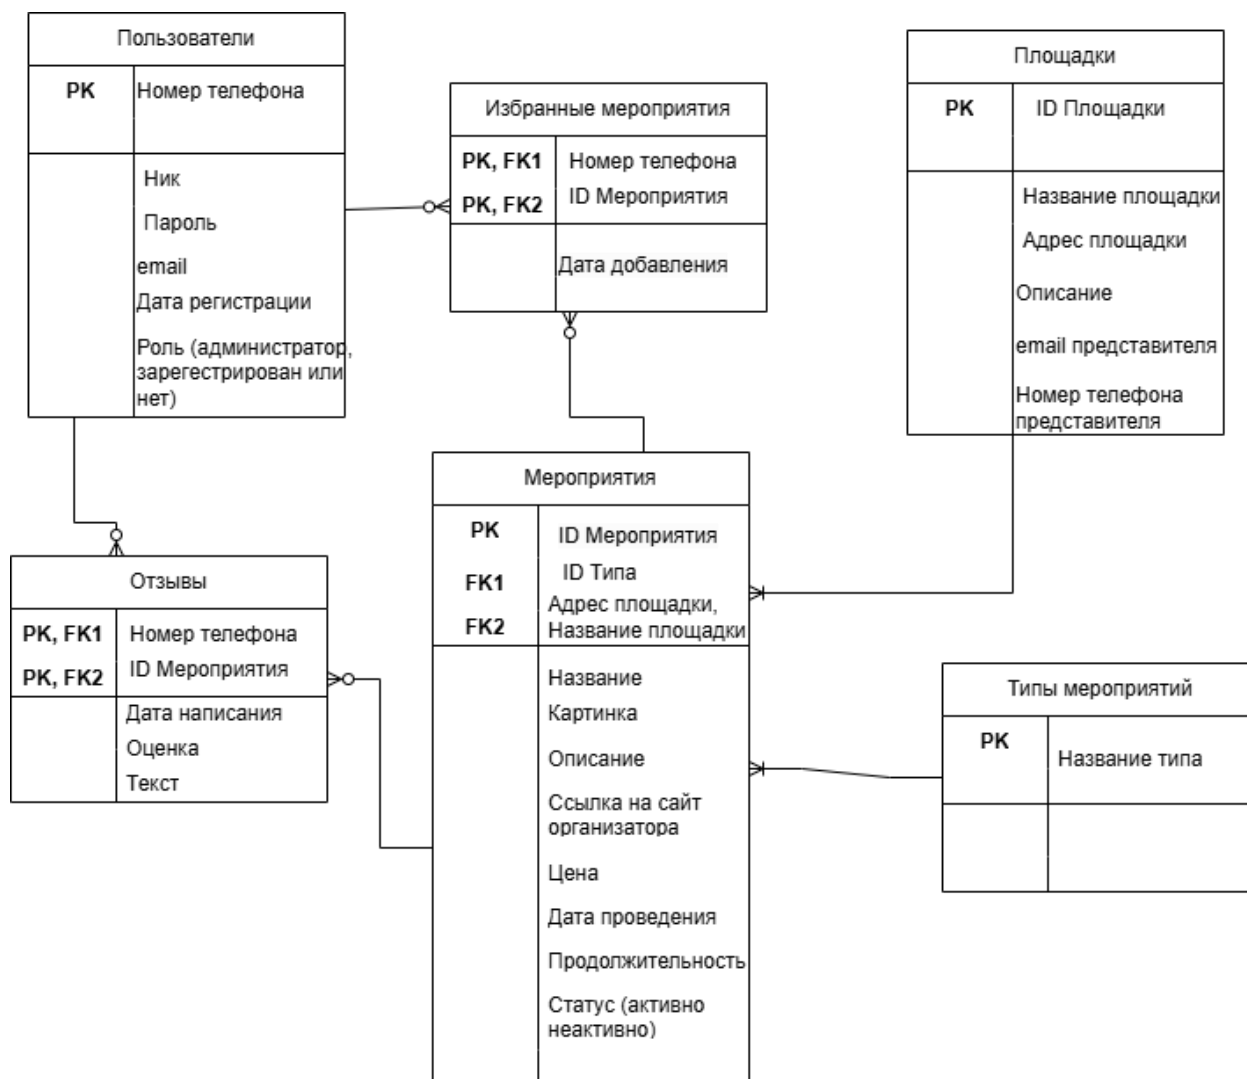 Пользователи
PK
Номер телефона
Ник
Пароль
email
Дата регистрации
Роль (администратор,
зарегестрирован или
нет)
Избранные мероприятия
PK, FK1
Номер телефона
PK, FK2
ID Мероприятия
Дата добавления
Площадки
PK
ID Площадки
Название площадки
Адрес площадки
Описание
email представителя
Номер телефона
представителя
Мероприятия
PK
ID Мероприятия
FK1
ID Типа
FK2
Адрес площадки,
Название площадки
Название
Картинка
Описание
Ссылка на сайт
организатора
Цена
Дата проведения
Продолжительность
Статус (активно
неактивно)
Отзывы
PK, FK1
Номер телефона
PK, FK2
ID Мероприятия
Дата написания
Оценка
Текст
Типы мероприятий
PK
Название типа